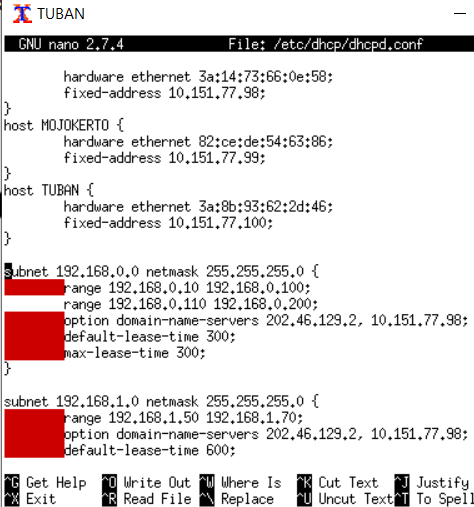 TUBAN
GNU nano 2.7.4 File: /etc/dhcp/dhcpd.conf
hardware ethernet 3a:14:73:66:0e:58;
fixed-address 10.151.77.98;
}
host MOJOKERTO {
hardware ethernet 82:ce:de:54:63:86;
fixed-address 10.151.77.99;
}
host TUBAN {
hardware ethernet 3a:8b:93:62:2d:46;
fixed-address 10.151.77.100;
}
subnet 192.168.0.0 netmask 255.255.255.0 {
range 192.168.0.10 192.168.0.100;
range 192.168.0.110 192.168.0.200;
option domain-name-servers 202.46.129.2, 10.151.77.98;
default-lease-time 300;
max-lease-time 300;
}
subnet 192.168.1.0 netmask 255.255.255.0 {
range 192.168.1.50 192.168.1.70;
option domain-name-servers 202.46.129.2, 10.151.77.98;
default-lease-time 600;
^G Get Help ^O Write Out ^W Where Is ^K Cut Text ^J Justify
^X Exit ^R Read File ^\ Replace ^U Uncut Text ^T To Spell